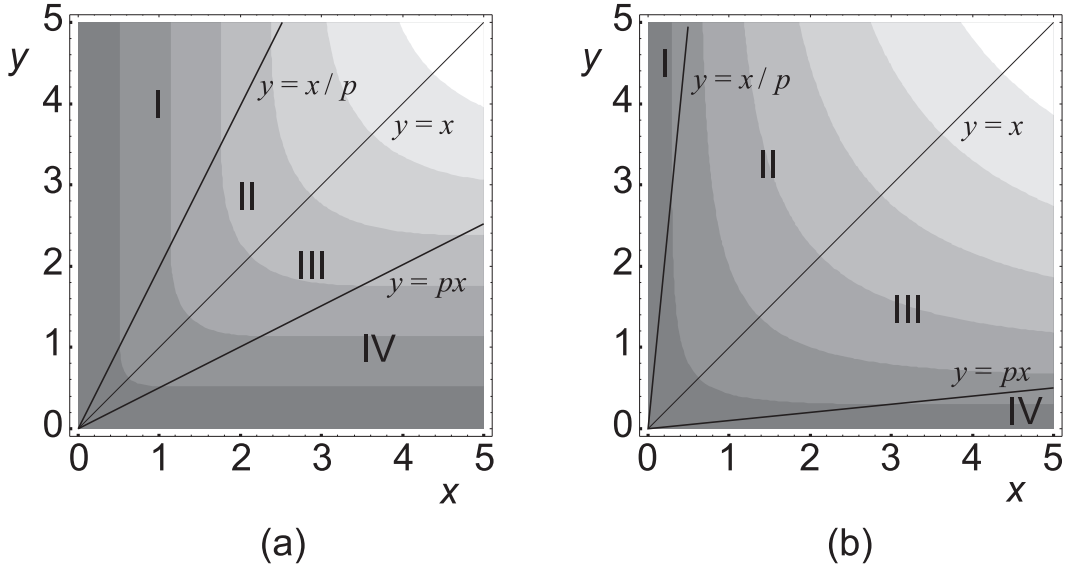 5 4 3 2 1 0
y
I
y = x / p
y = x
II
III
y = px
IV
0 1 2 3 4 5
x
(a)
5 4 3 2 1 0
y
I
y = x / p
y = x
II
III
y = px
IV
0 1 2 3 4 5
x
(b)